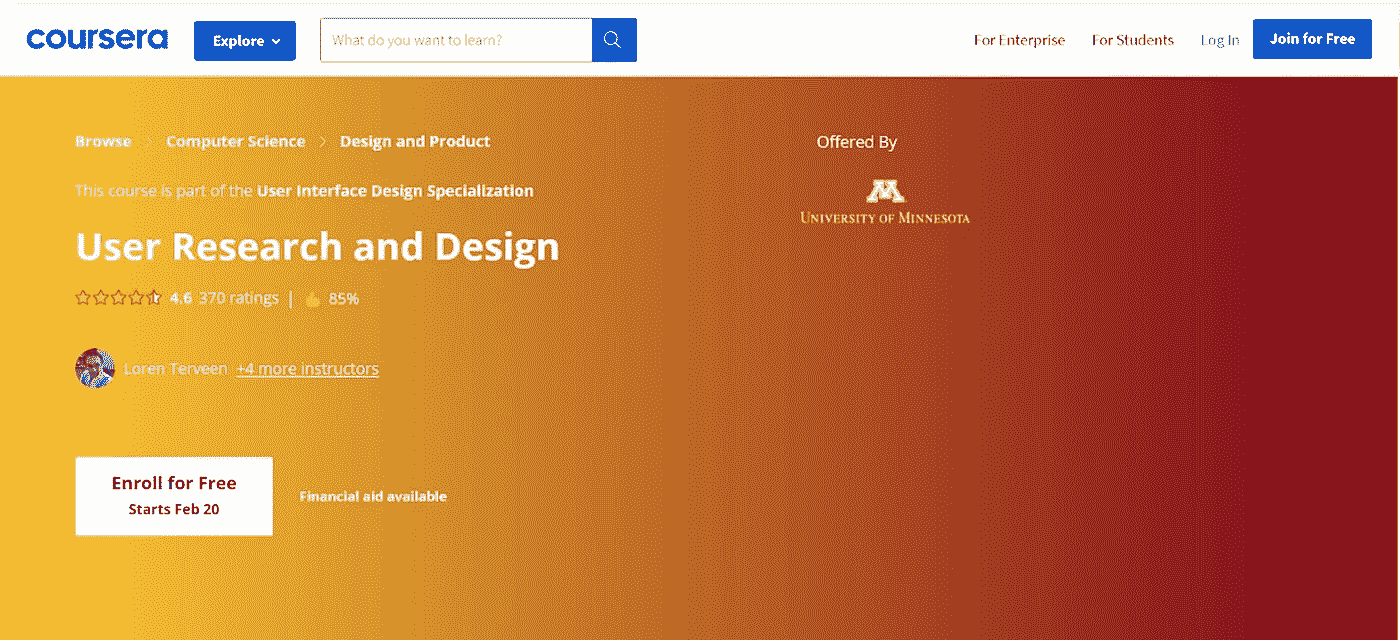 coursera Explore What do you want to learn? For Enterprise For Students Log In Join for Free
Browse > Computer Science > Design and Product
Offered By
This course is part of the User Interface Design Specialization
M
UNIVERSITY OF MINNESOTA
User Research and Design
4.6 370 ratings | 85%
Loren Terveen +4 more instructors
Enroll for Free
Starts Feb 20
Financial aid available